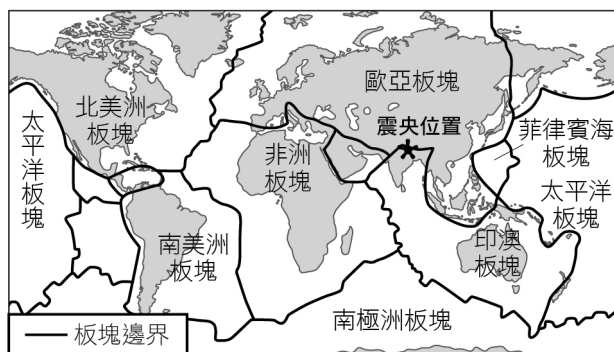 歐亞板塊
北美洲
板塊
震央位置
太平洋板塊
菲律賓海
板塊
非洲
板塊
太平洋
板塊
南美洲
板塊
印澳
板塊
南極洲板塊
板塊邊界